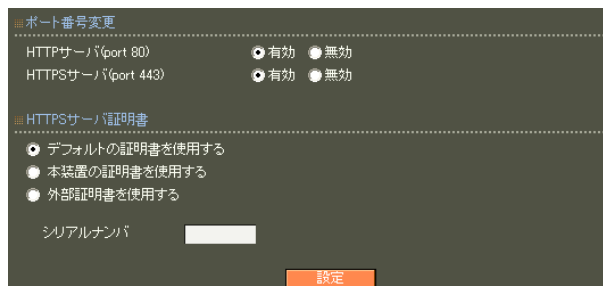 ポート番号変更
HTTPサーバ(port 80) 有効 無効
HTTPSサーバ(port 443) 有効 無効
HTTPSサーバ証明書
デフォルトの証明書を使用する
本装置の証明書を使用する
外部証明書を使用する
シリアルナンバ
設定